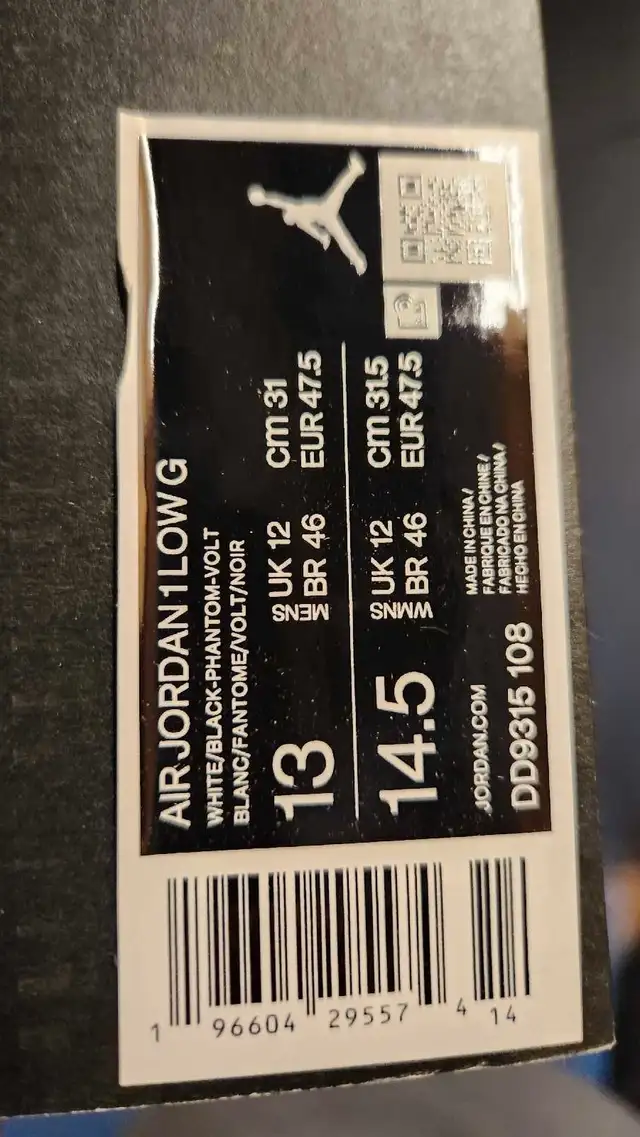 AIR JORDAN 1 LOW G
WHITE/BLACK-PHANTOM-VOLT
BLANC/FANTOME/VOLT/NOIR
13 MENS UK 12 cm 31
BR 46 EUR 47.5
14.5 WMNS UK 12 cm 31.5
BR 46 EUR 47.5
JORDAN.COM
MADE IN CHINA/
FABRIQUE EN CHINE/
FABRICADO NA CHINA/
HECHO EN CHINA
DD9315 108
1 96604 29557 4 14